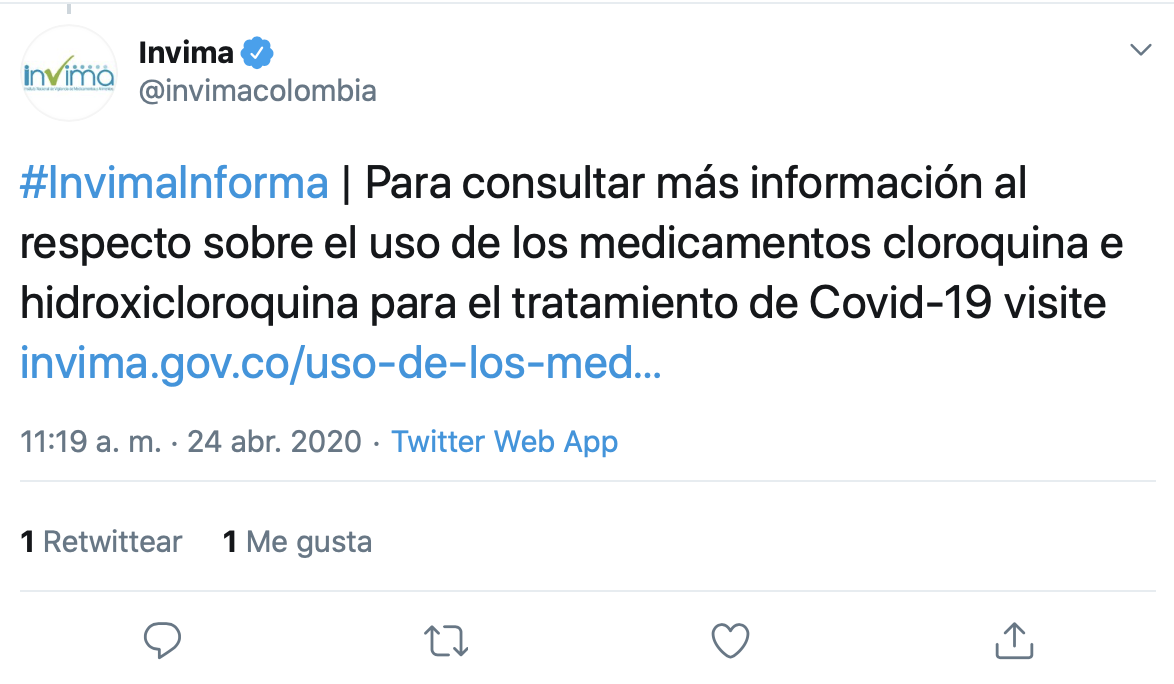 invima
Invima
@invimacolombia
#InvimaInforma | Para consultar más información al
respecto sobre el uso de los medicamentos cloroquina e
hidroxicloroquina para el tratamiento de Covid-19 visite
invima.gov.co/uso-de-los-med...
11:19 a. m. · 24 abr. 2020 · Twitter Web App
1 Retwittear 1 Me gusta